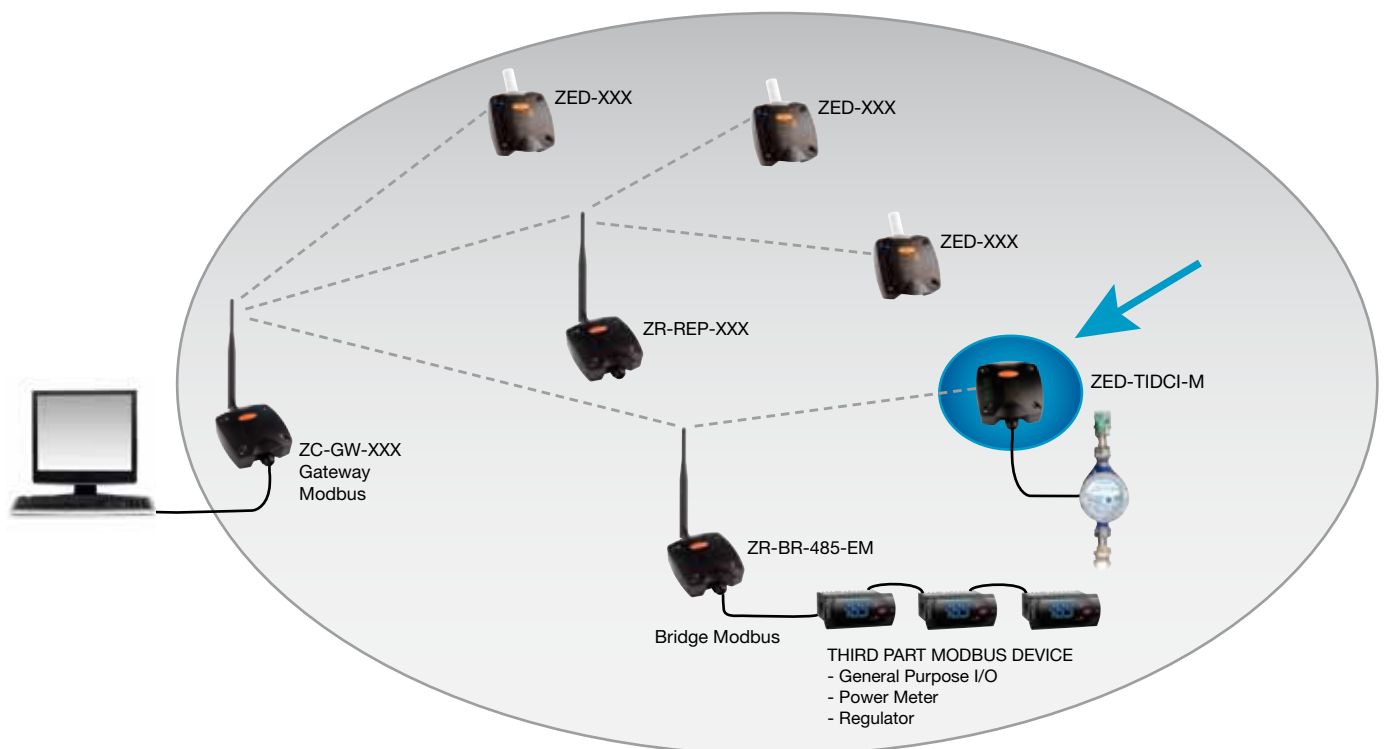 ZED-XXX
ZED-XXX
ZED-XXX
ZR-REP-XXX
ZED-TIDCI-M
ZC-GW-XXX
Gateway
Modbus
ZR-BR-485-EM
Bridge Modbus
THIRD PART MODBUS DEVICE
- General Purpose I/O
- Power Meter
- Regulator